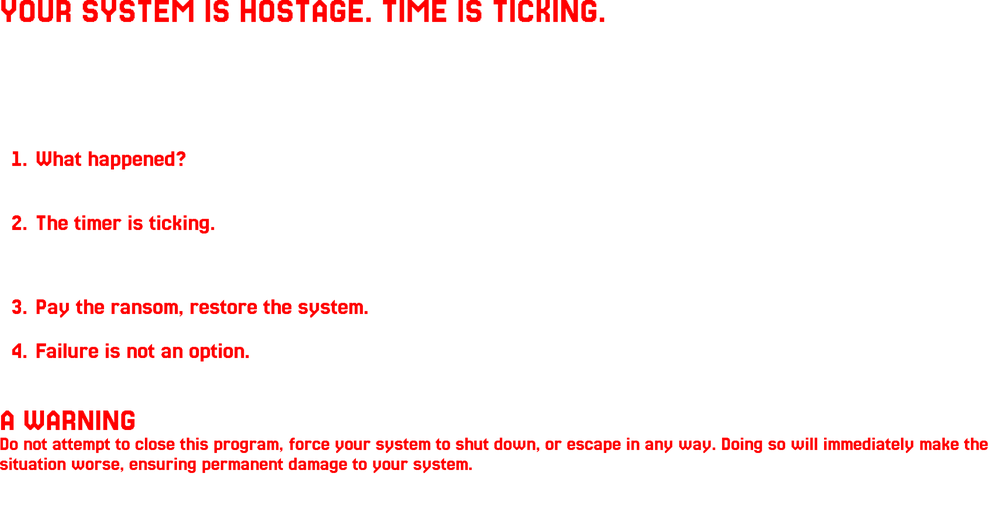 YOUR SYSTEM IS HOSTAGE. TIME IS TICKING.
1. What happened?
2. The timer is ticking.
3. Pay the ransom, restore the system.
4. Failure is not an option.
A WARNING
Do not attempt to close this program, force your system to shut down, or escape in any way. Doing so will immediately make the
situation worse, ensuring permanent damage to your system.